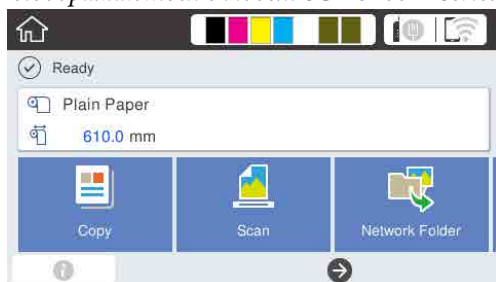 Ready
Plain Paper
610.0 mm
Copy
Scan
Network Folder